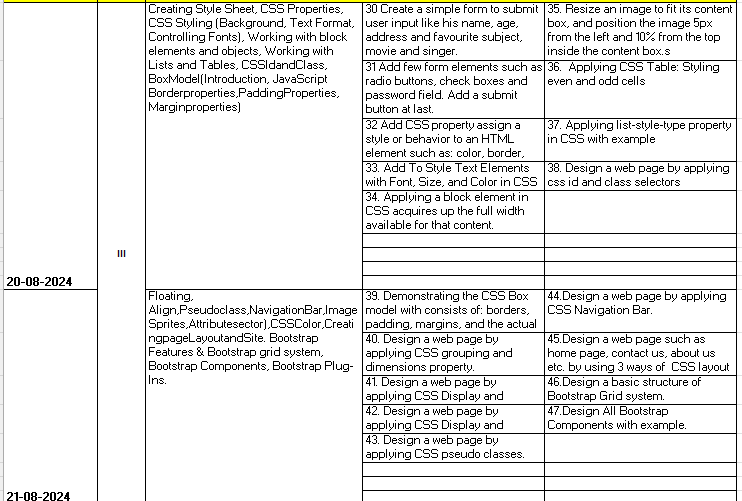 Creating Style Sheet, CSS Properties,
CSS Styling (Background, Text Format,
Controlling Fonts), Working with block
elements and objects, Working with
Lists and Tables, CSSIdandClass,
BoxModel(Introduction, JavaScript
Borderproperties,PaddingProperties,
Marginproperties)
30 Create a simple form to submit
user input like his name, age,
address and favourite subject,
movie and singer.
35. Resize an image to fit its content
box, and position the image 5px
from the left and 10% from the top
inside the content box.s
31 Add few form elements such as
radio buttons, check boxes and
password field. Add a submit
button at last.
36.  Applying CSS Table: Styling
even and odd cells
32 Add CSS property assign a
style or behavior to an HTML
element such as: color, border,
37. Applying list-style-type property
in CSS with example
33. Add To Style Text Elements
with Font, Size, and Color in CSS
38. Design a web page by applying
css id and class selectors
34. Applying a block element in
CSS acquires up the full width
available for that content.
III
20-08-2024
Floating,
Align,Pseudoclass,NavigationBar,Image
Sprites,Attributesector),CSSColor,Creati
ngpageLayoutandSite. Bootstrap
Features & Bootstrap grid system,
Bootstrap Components, Bootstrap Plug-
Ins.
39. Demonstrating the CSS Box
model with consists of: borders,
padding, margins, and the actual
44.Design a web page by applying
CSS Navigation Bar.
40. Design a web page by
applying CSS grouping and
dimensions property.
45.Design a web page such as
home page, contact us, about us
etc. by using 3 ways of  CSS layout
41. Design a web page by
applying CSS Display and
46.Design a basic structure of
Bootstrap Grid system.
42. Design a web page by
applying CSS Display and
47.Design All Bootstrap
Components with example.
43. Design a web page by
applying CSS pseudo classes.
21-08-2024